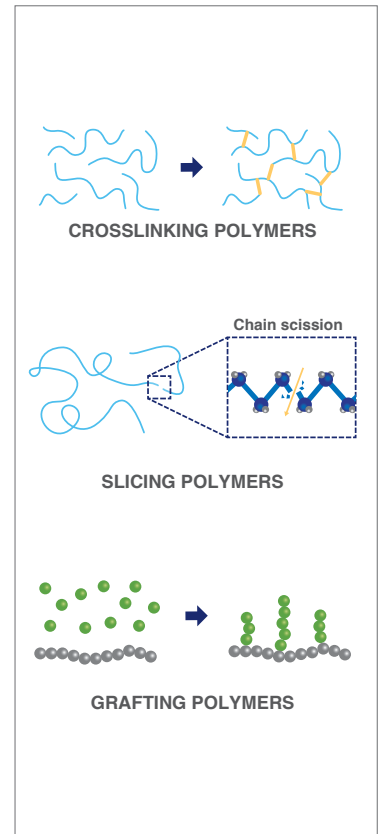 CROSSLINKING POLYMERS
Chain scission
SLICING POLYMERS
GRAFTING POLYMERS